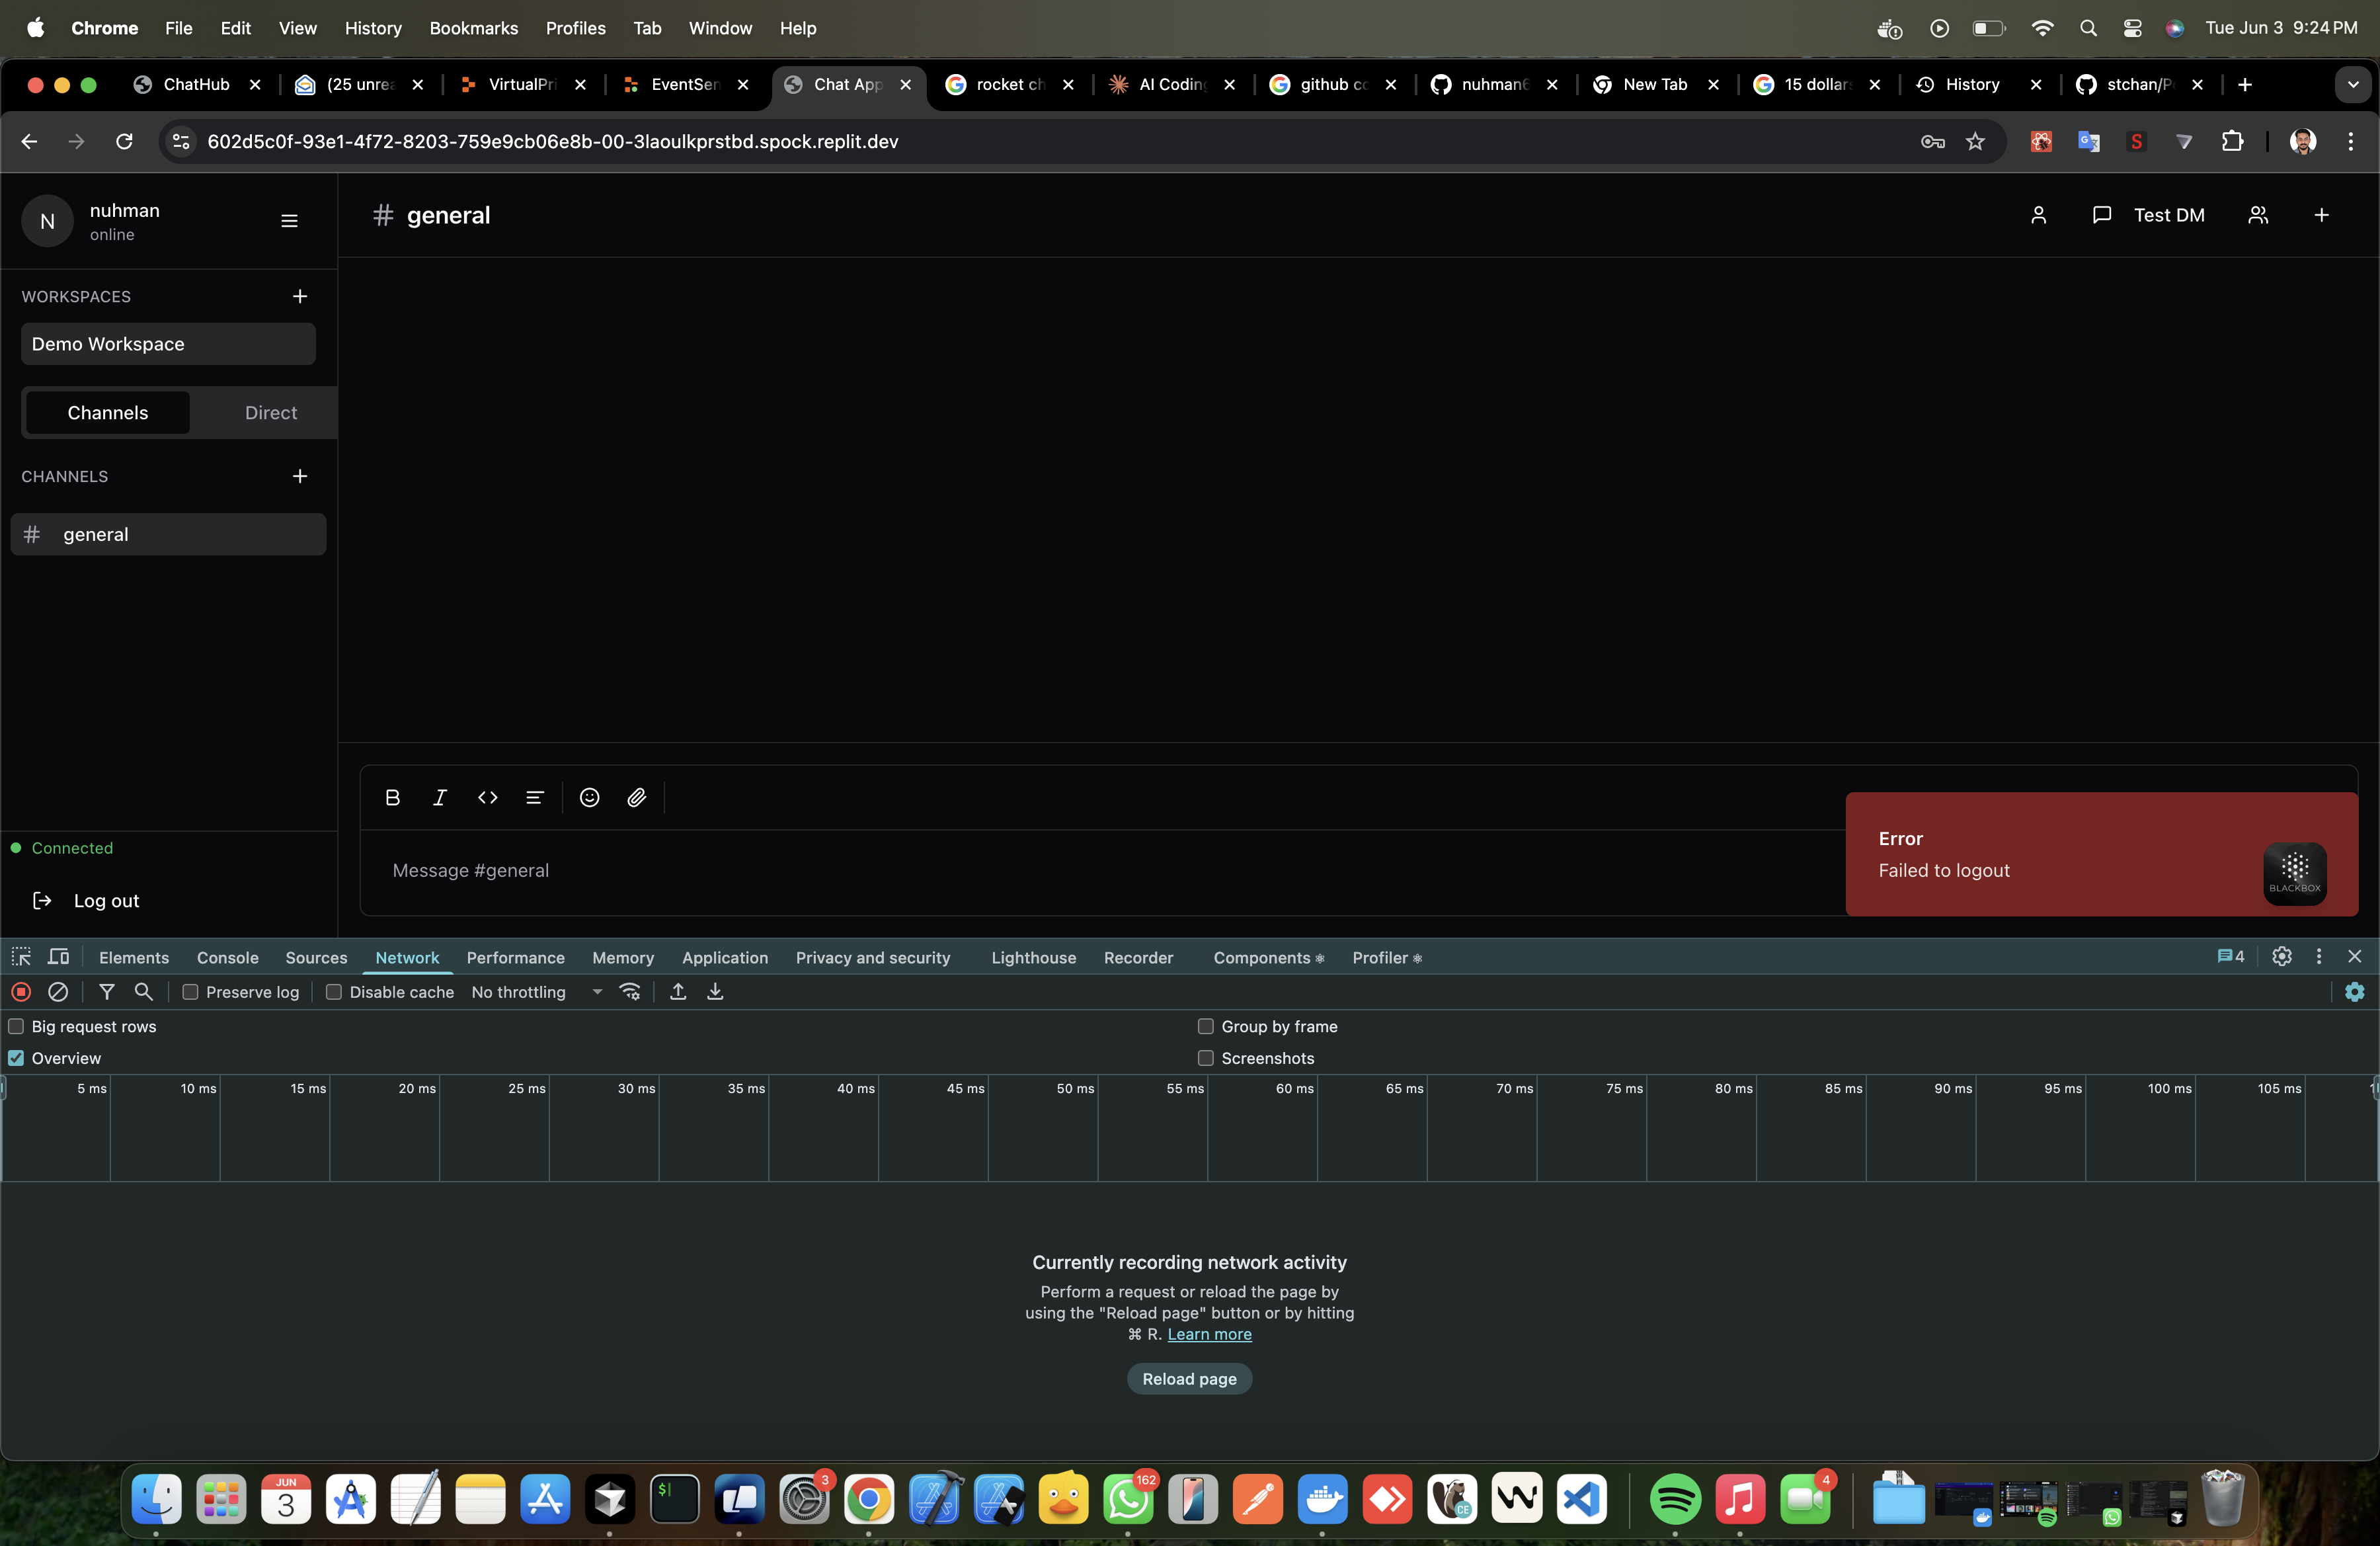 Chrome File Edit View History Bookmarks Profiles Tab Window Help Tue Jun 3 9:24 PM
ChatHub (25 unrea VirtualPri EventSen Chat App rocket ch AI Coding github co nuhman6 New Tab 15 dollars History stchan/P
602d5c0f-93e1-4f72-8203-759e9cb06e8b-00-3laoulkprstbd.spock.replit.dev
S
N
nuhman
online
# general
Test DM
WORKSPACES
Demo Workspace
Channels Direct
CHANNELS
# general
Connected
Log out
B I
Message #general
Error
Failed to logout
BLACKBOX
Elements Console Sources Network Performance Memory Application Privacy and security Lighthouse Recorder Components Profiler 4
Preserve log Disable cache No throttling
Big request rows Group by frame
Overview Screenshots
5 ms 10 ms 15 ms 20 ms 25 ms 30 ms 35 ms 40 ms 45 ms 50 ms 55 ms 60 ms 65 ms 70 ms 75 ms 80 ms 85 ms 90 ms 95 ms 100 ms 105 ms
Currently recording network activity
Perform a request or reload the page by
using the "Reload page" button or by hitting
⌘ R. Learn more
Reload page
JUN
3
$
3
162
CE
4